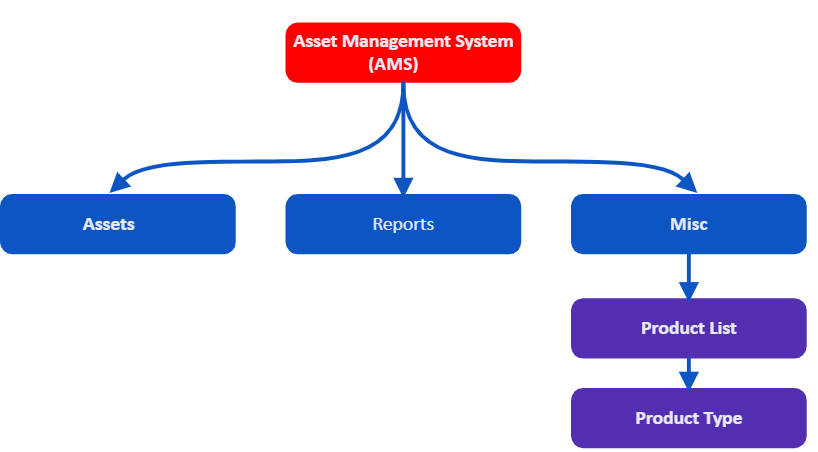 Asset Management System
(AMS)
Assets
Reports
Misc
Product List
Product Type